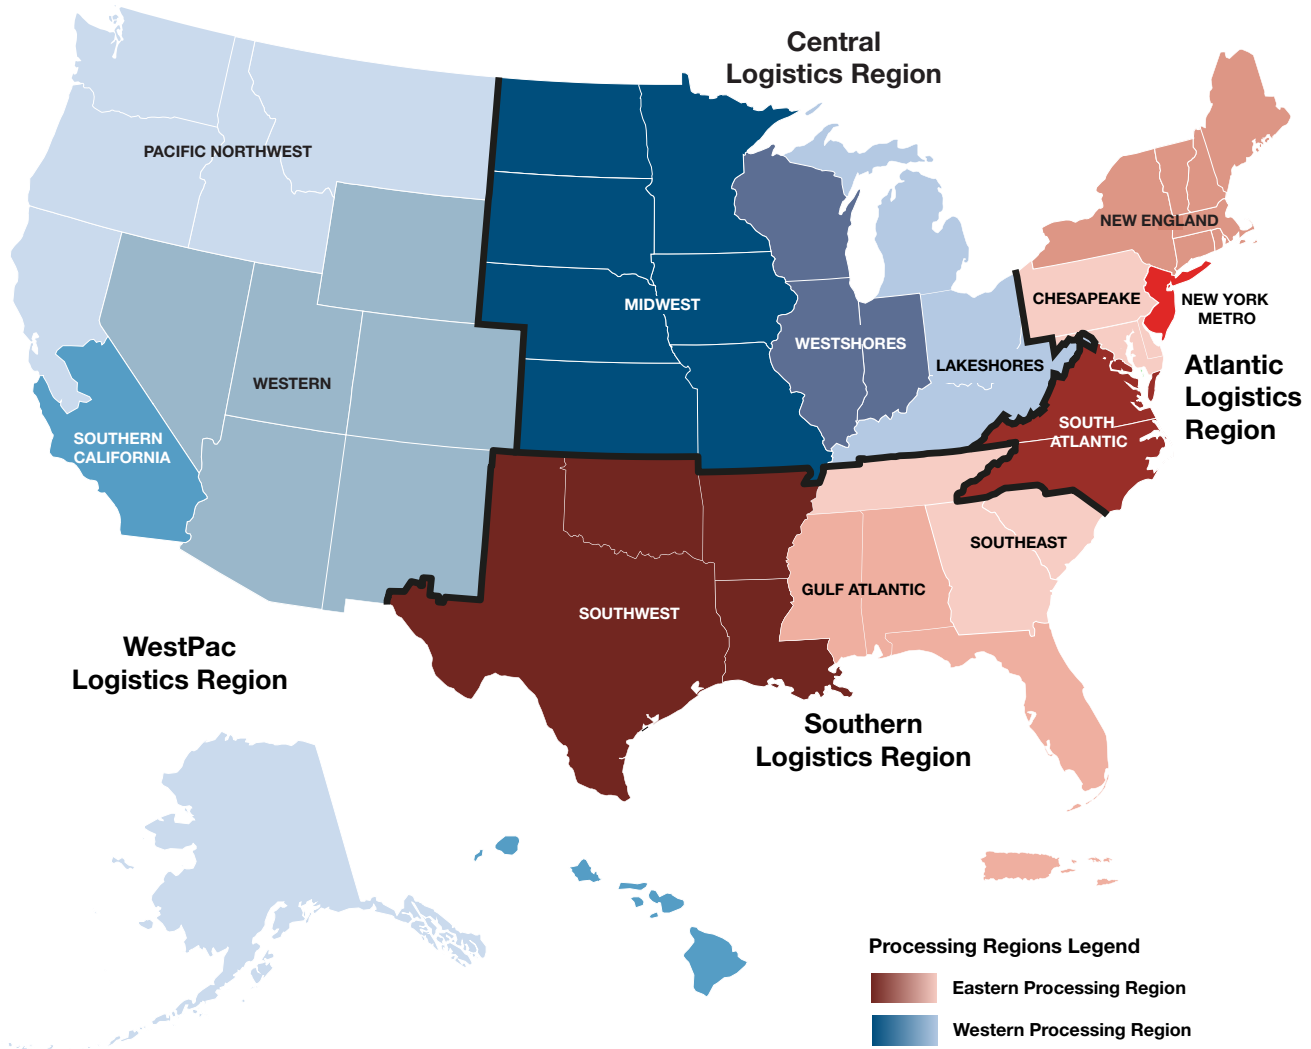 Central
Logistics Region
PACIFIC NORTHWEST
NEW ENGLAND
MIDWEST
CHESAPEAKE
NEW YORK
METRO
WESTSHORES
LAKESHORES
Atlantic
Logistics
Region
WESTERN
SOUTHERN
CALIFORNIA
SOUTH
ATLANTIC
SOUTHEAST
GULF ATLANTIC
SOUTHWEST
WestPac
Logistics Region
Southern
Logistics Region
Processing Regions Legend
Eastern Processing Region
Western Processing Region